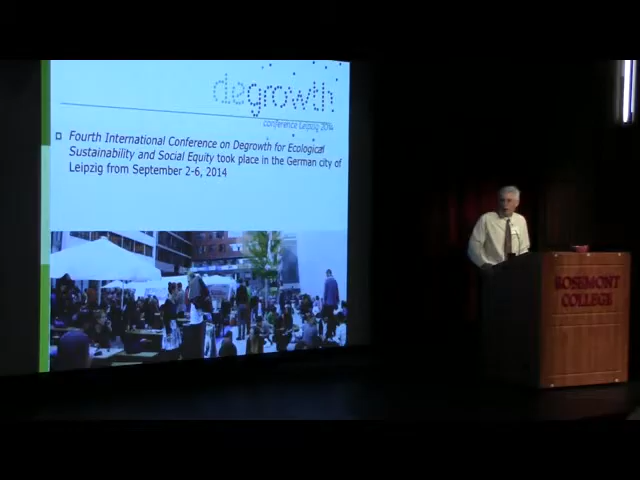 degrowth
conference Leipzig 2014
Fourth International Conference on Degrowth for Ecological
Sustainability and Social Equity took place in the German city of
Leipzig from September 2-6, 2014
ROSEMONT
COLLEGE